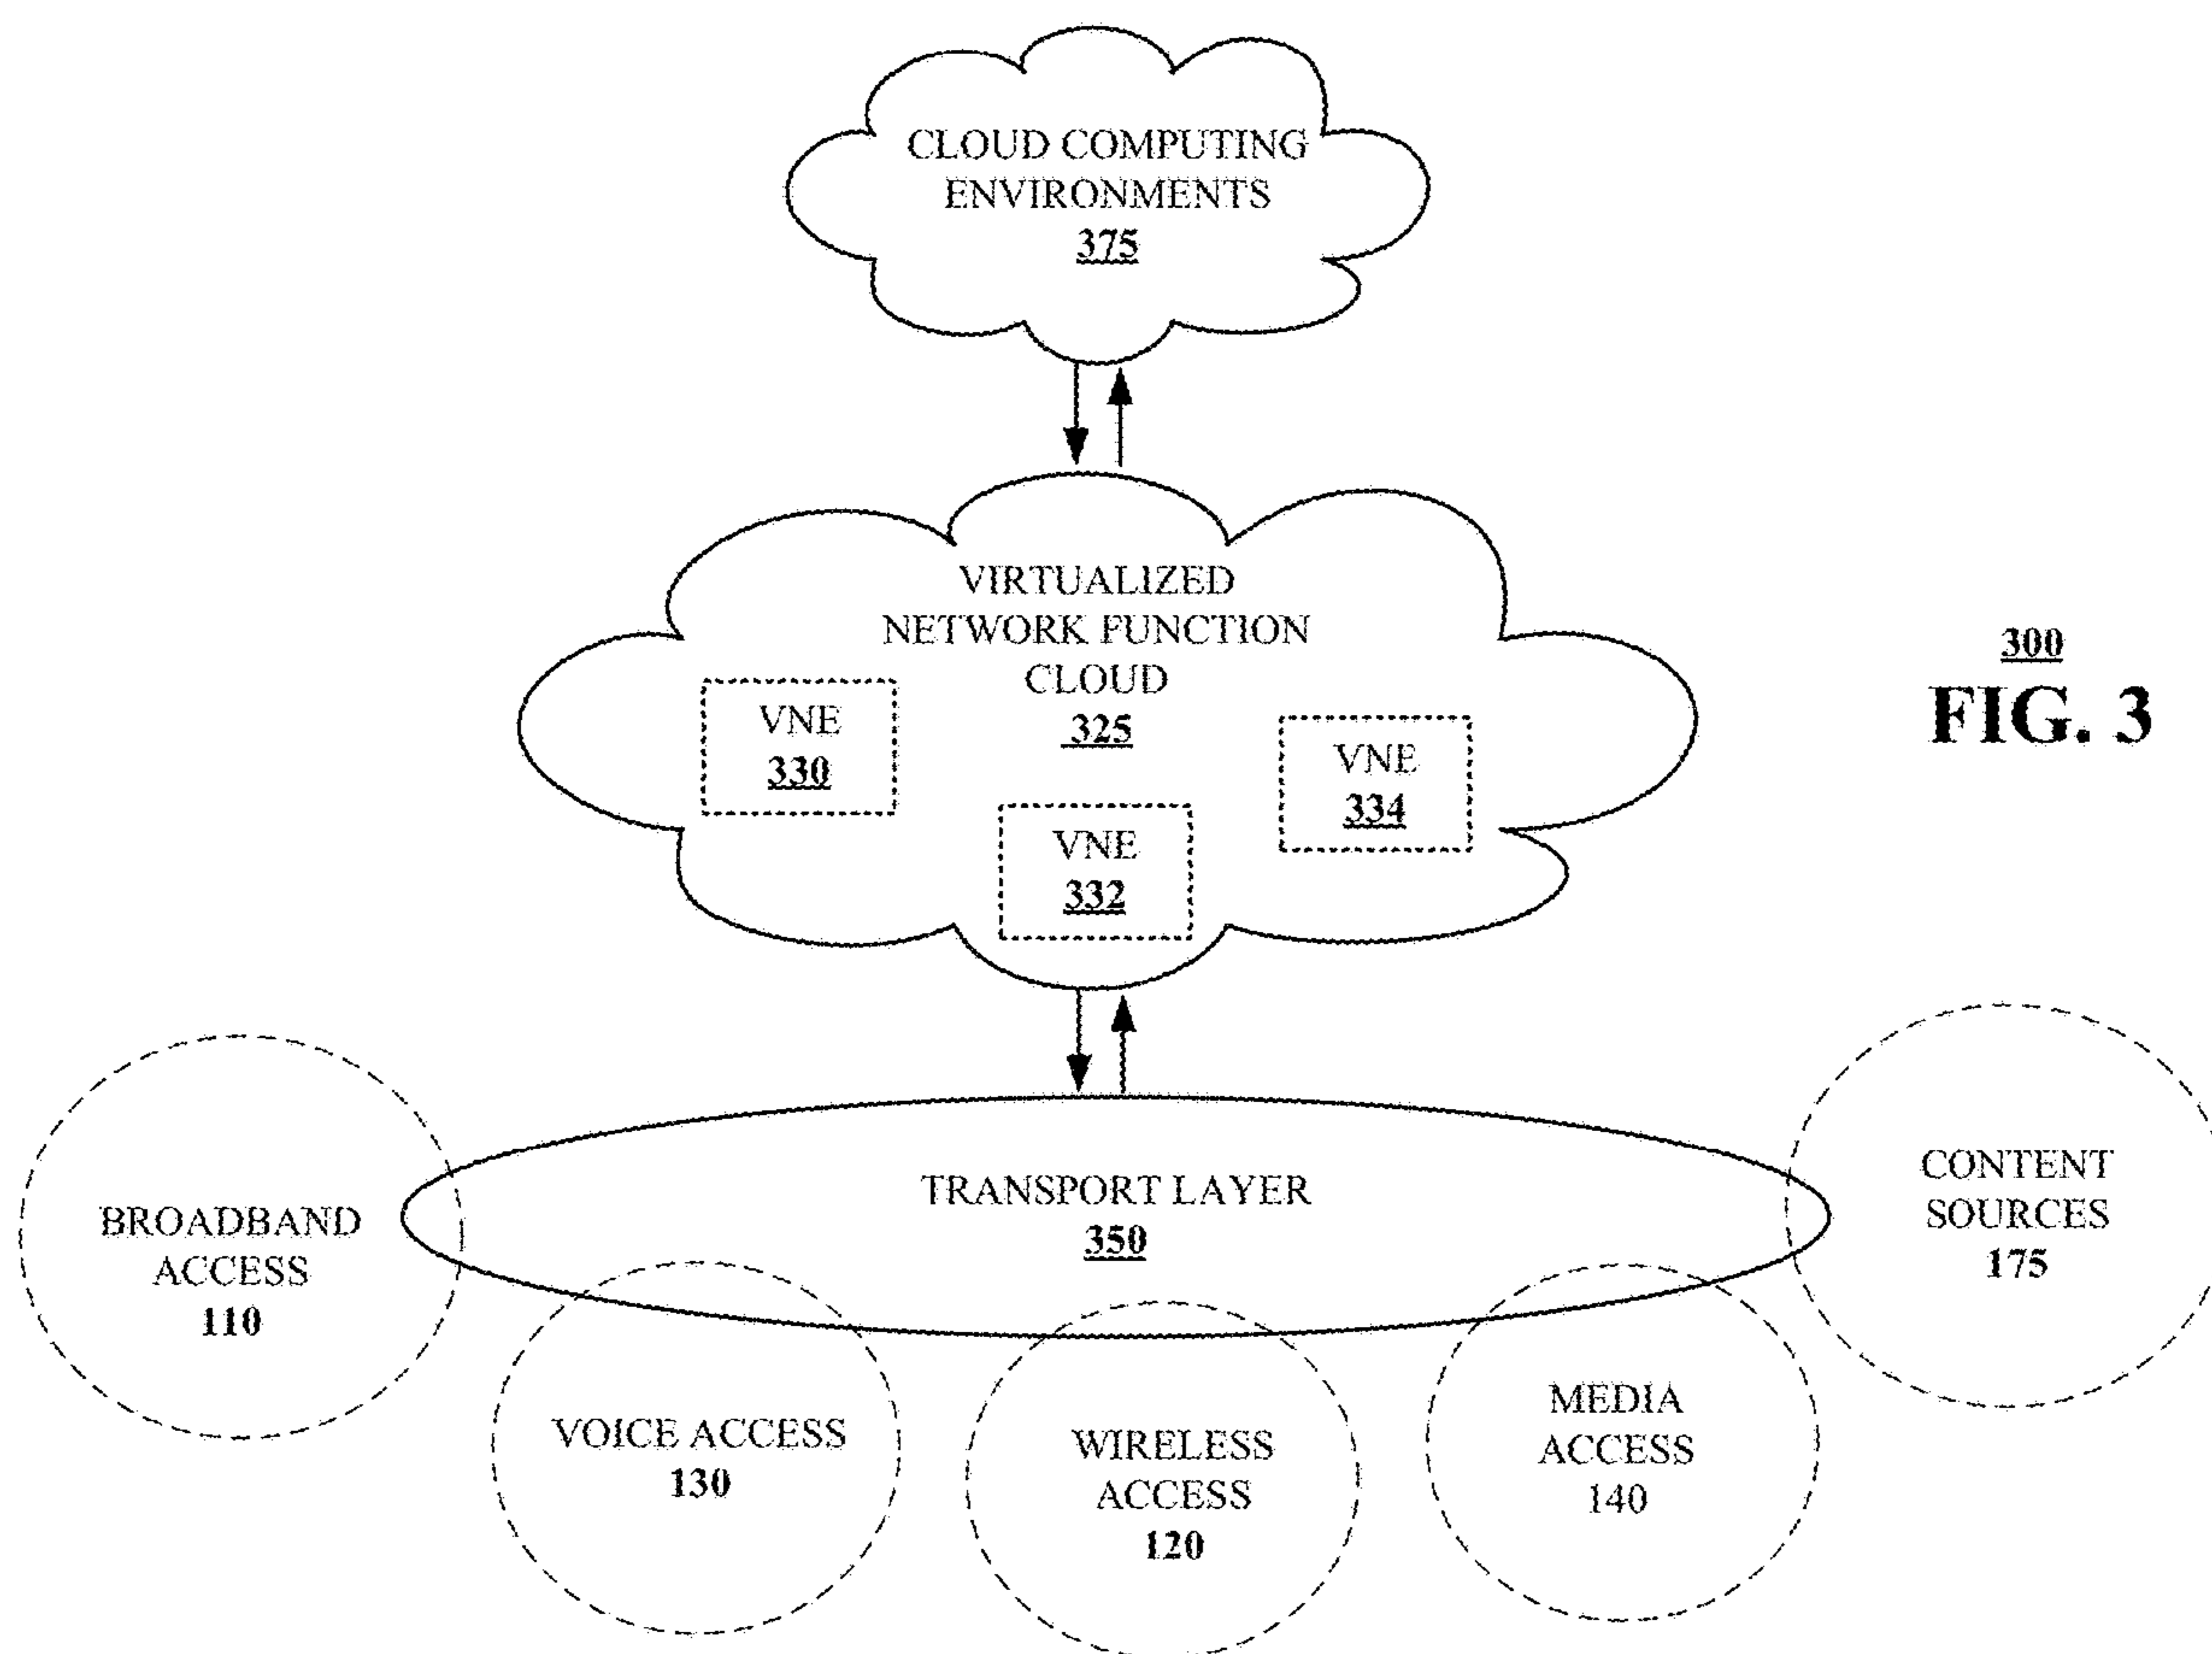 CLOUD COMPUTING
ENVIRONMENTS
375
VIRTUALIZED
NETWORK FUNCTION
CLOUD
325
VNE
330
VNE
332
VNE
334
300
FIG. 3
TRANSPORT LAYER
350
BROADBAND
ACCESS
110
VOICE ACCESS
130
WIRELESS
ACCESS
120
MEDIA
ACCESS
140
CONTENT
SOURCES
175